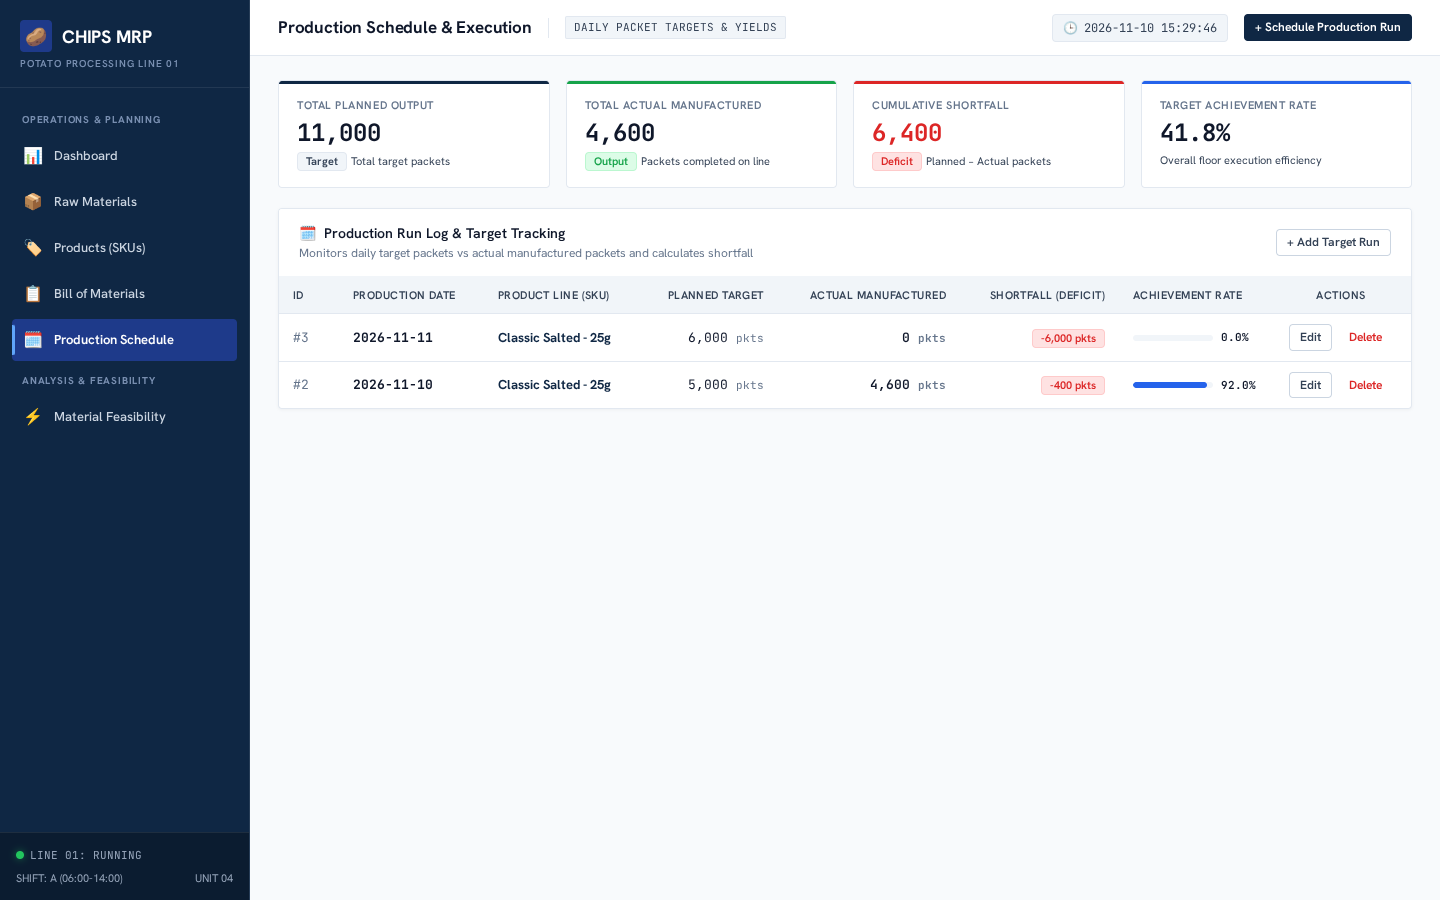 CHIPS MRP
POTATO PROCESSING LINE 01
OPERATIONS & PLANNING
Dashboard
Raw Materials
Products (SKUs)
Bill of Materials
Production Schedule
ANALYSIS & FEASIBILITY
Material Feasibility
LINE 01: RUNNING
SHIFT: A (06:00-14:00) UNIT 04
Production Schedule & Execution DAILY PACKET TARGETS & YIELDS 2026-11-10 15:29:46 + Schedule Production Run
TOTAL PLANNED OUTPUT
11,000
Target Total target packets
TOTAL ACTUAL MANUFACTURED
4,600
Output Packets completed on line
CUMULATIVE SHORTFALL
6,400
Deficit Planned – Actual packets
TARGET ACHIEVEMENT RATE
41.8%
Overall floor execution efficiency
Production Run Log & Target Tracking
Monitors daily target packets vs actual manufactured packets and calculates shortfall
+ Add Target Run
ID PRODUCTION DATE PRODUCT LINE (SKU) PLANNED TARGET ACTUAL MANUFACTURED SHORTFALL (DEFICIT) ACHIEVEMENT RATE ACTIONS
#3 2026-11-11 Classic Salted - 25g 6,000 pkts 0 pkts -6,000 pkts 0.0% Edit Delete
#2 2026-11-10 Classic Salted - 25g 5,000 pkts 4,600 pkts -400 pkts 92.0% Edit Delete